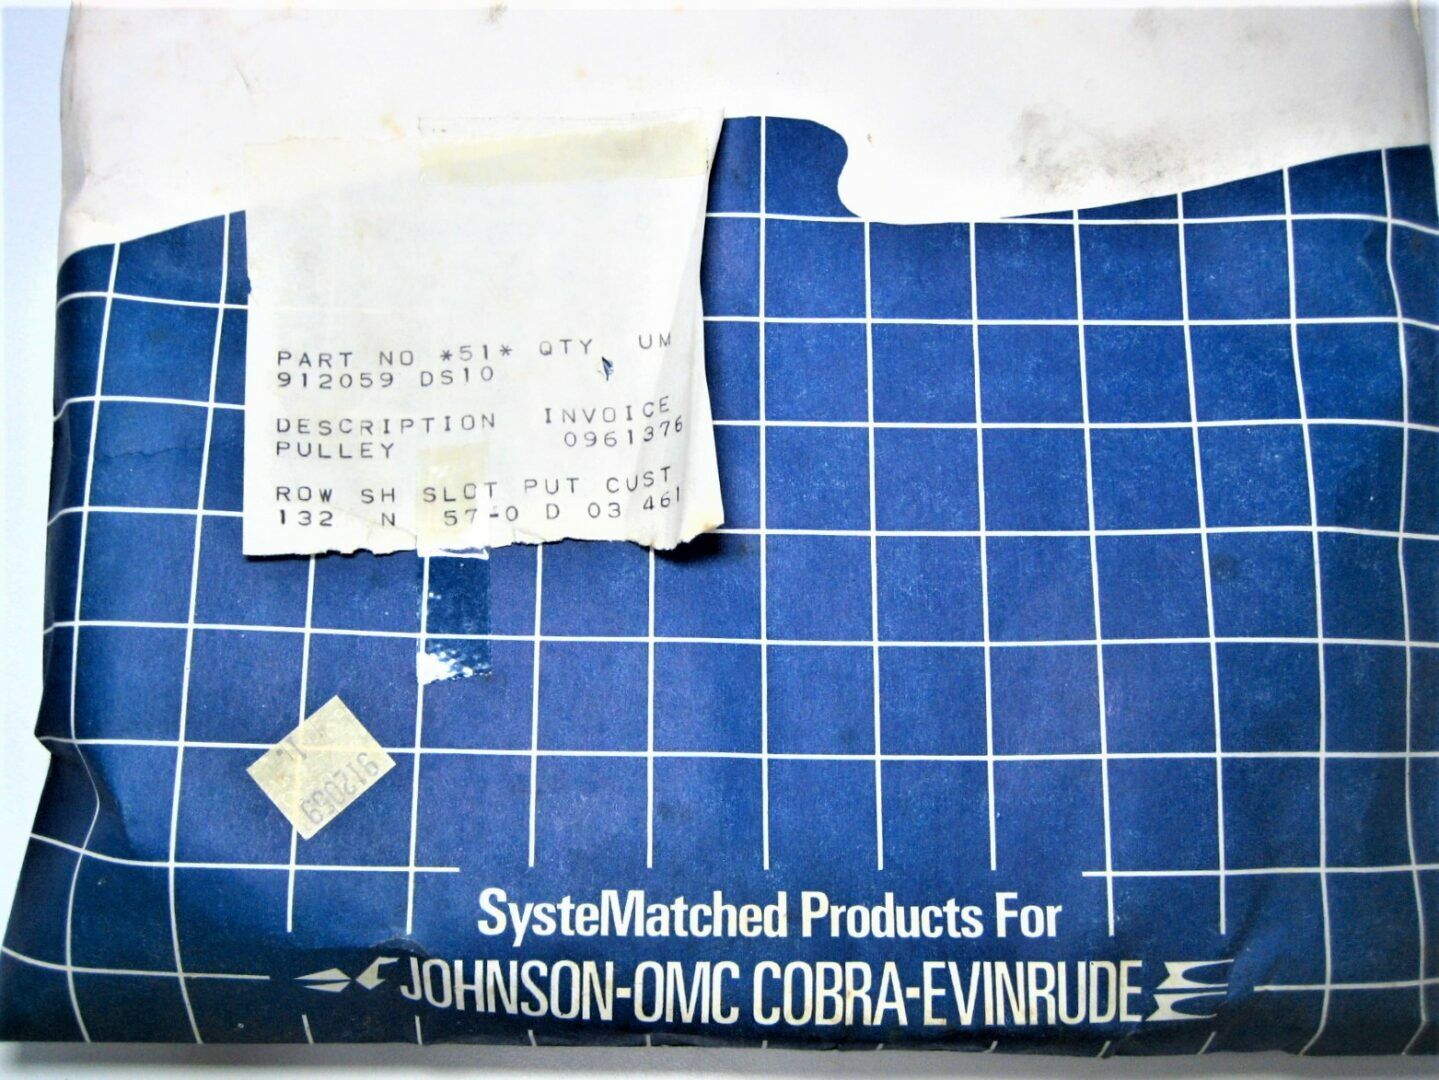 PART NO *51* QTY UM
912059 DS10
DESCRIPTION INVOICE
PULLEY 0961376
ROW SH SLOT PUT CUST
132 N 57-0 D 03 461
912059
SysteMatched Products For
JOHNSON-OMC COBRA-EVINRUDE